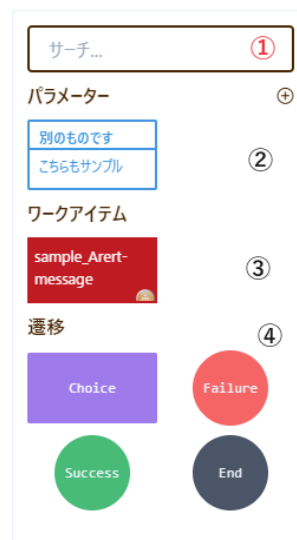 サーチ... ①
パラメーター ⊕
別のものです
こちらもサンプル
②
ワークアイテム
sample_Arert-
message
③
遷移 ④
Choice Failure
Success End